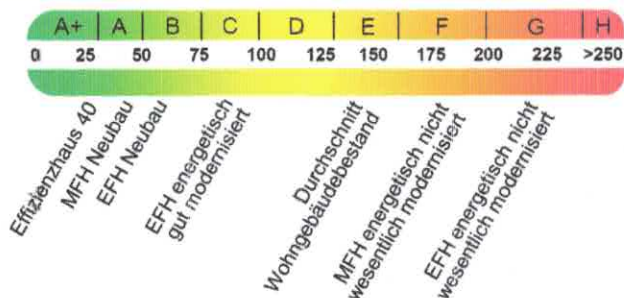 A+ A B C D E F G H
0 25 50 75 100 125 150 175 200 225 >250
Effizienzhaus 40
MFH Neubau
EFH Neubau
EFH energetisch
gut modernisiert
Durchschnitt
Wohngebäudebestand
MFH energetisch nicht
wesentlich modernisiert
EFH energetisch nicht
wesentlich modernisiert